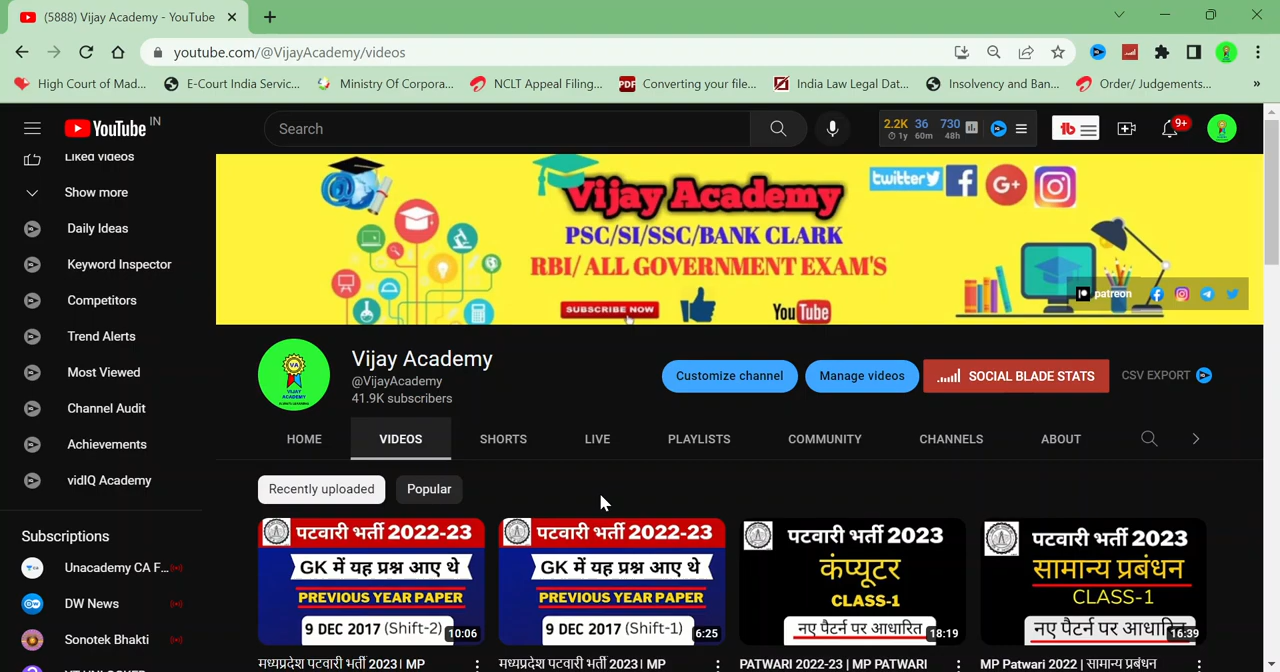 (5888) Vijay Academy - YouTube
youtube.com/@VijayAcademy/videos
High Court of Mad... E-Court India Servic... Ministry Of Corpora... NCLT Appeal Filing... PDF Converting your file... India Law Legal Dat... Insolvency and Ban... Order/ Judgements... »
YouTube IN
Search
2.2K 36 730
1y 60m 48h
tb
9+
Liked videos
Show more
Daily Ideas
Keyword Inspector
Competitors
Trend Alerts
Most Viewed
Channel Audit
Achievements
vidIQ Academy
Subscriptions
Unacademy CA F...
DW News
Sonotek Bhakti
Vijay Academy
PSC/SI/SSC/BANK CLARK
RBI/ ALL GOVERNMENT EXAM'S
SUBSCRIBE NOW
YouTube
twitter
G+
patreon
VA
VIJAY
ACADEMY
Vijay Academy
@VijayAcademy
41.9K subscribers
Customize channel
Manage videos
SOCIAL BLADE STATS
CSV EXPORT
HOME VIDEOS SHORTS LIVE PLAYLISTS COMMUNITY CHANNELS ABOUT
Recently uploaded Popular
पटवारी भर्ती 2022-23
GK में यह प्रश्न आए थे
PREVIOUS YEAR PAPER
9 DEC 2017 (Shift-2)
10:06
मध्यप्रदेश पटवारी भर्ती 2023 | MP
पटवारी भर्ती 2022-23
GK में यह प्रश्न आए थे
PREVIOUS YEAR PAPER
9 DEC 2017 (Shift-1)
6:25
मध्यप्रदेश पटवारी भर्ती 2023 | MP
पटवारी भर्ती 2023
कंप्यूटर
CLASS-1
नए पैटर्न पर आधारित
18:19
PATWARI 2022-23 | MP PATWARI
पटवारी भर्ती 2023
सामान्य प्रबंधन
CLASS-1
नए पैटर्न पर आधारित
16:39
MP Patwari 2022 | सामान्य प्रबंधन